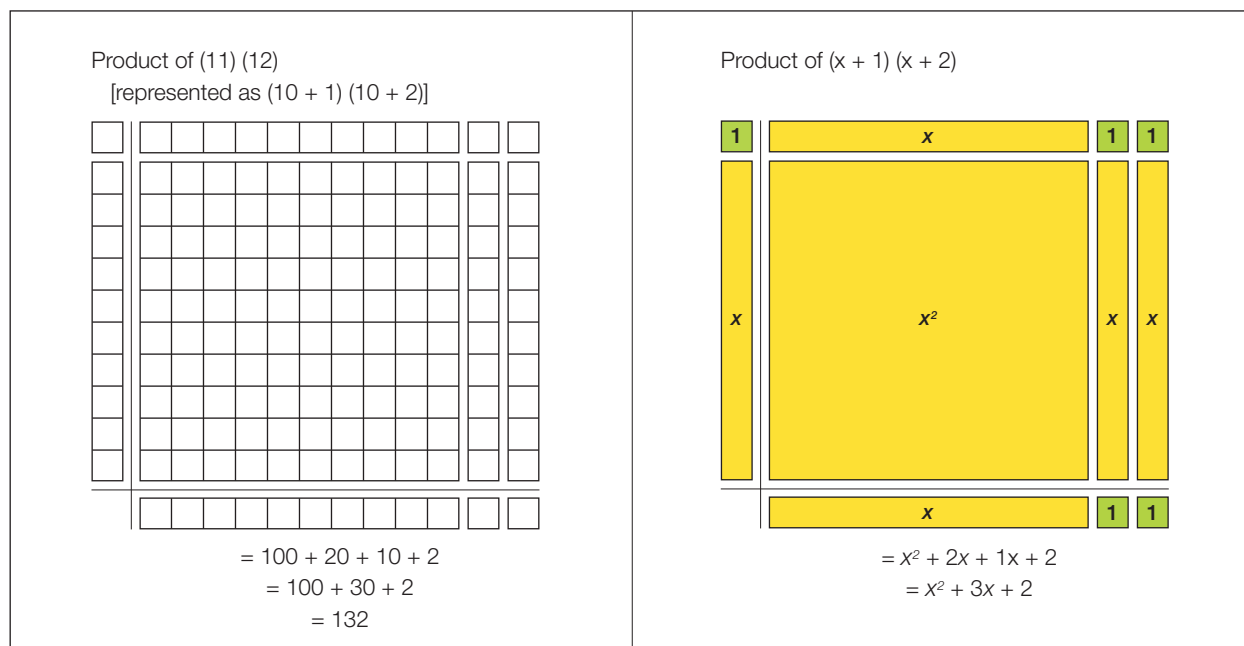 Product of (11) (12)
[represented as (10 + 1) (10 + 2)]
= 100 + 20 + 10 + 2
= 100 + 30 + 2
= 132
Product of (x + 1) (x + 2)
1 x 1 1
x x² x x
x 1 1
= x² + 2x + 1x + 2
= x² + 3x + 2